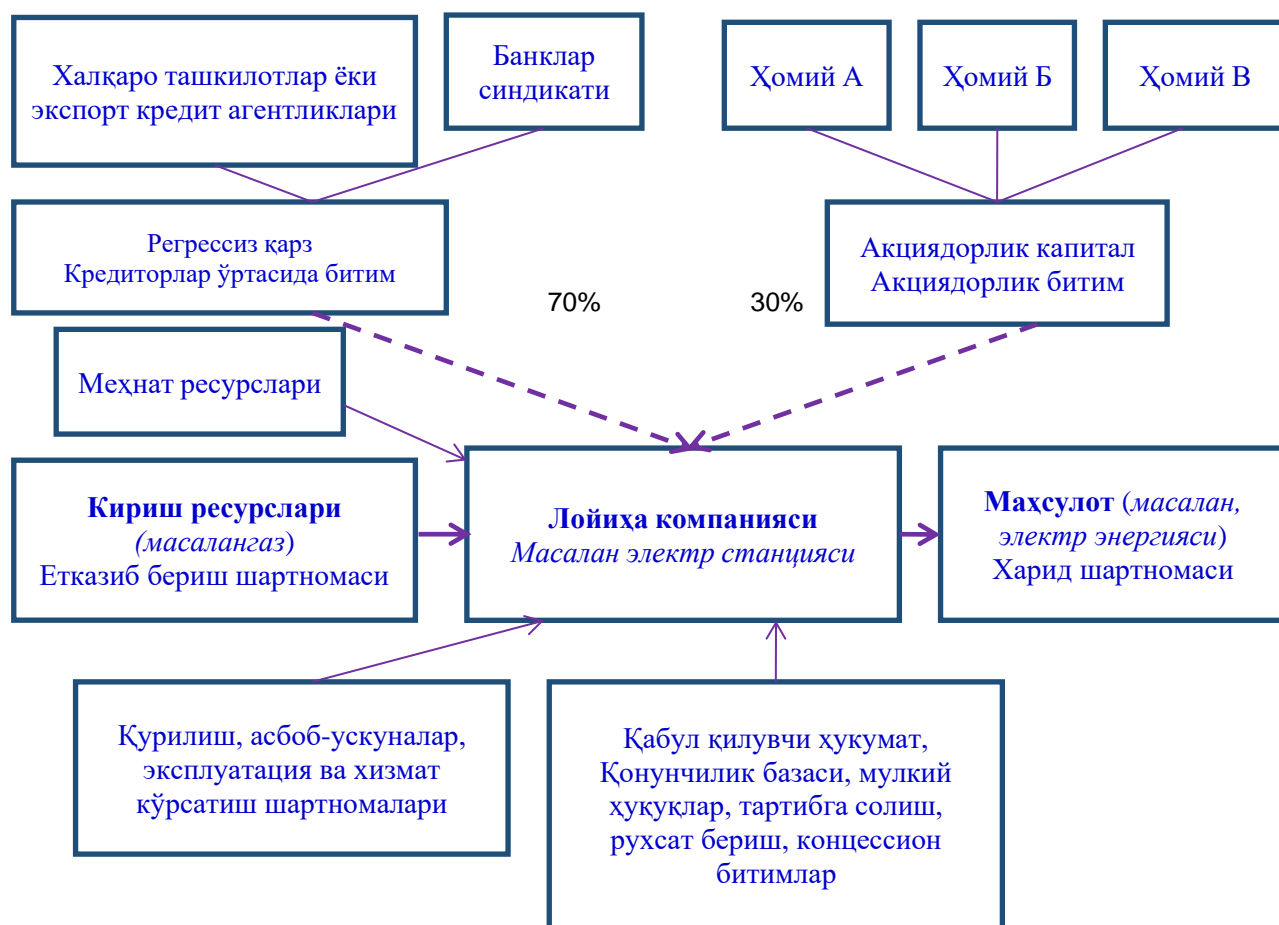 Халқаро ташкилотлар ёки
экспорт кредит агентликлари
Банклар
синдикати
Ҳомий А
Ҳомий Б
Ҳомий В
Регрессиз қарз
Кредиторлар ўртасида битим
Акциядорлик капитал
Акциядорлик битим
70%
30%
Меҳнат ресурслари
Кириш ресурслари
(масалангаз)
Етказиб бериш шартномаси
Лойиҳа компанияси
Масалан электр станцияси
Маҳсулот (масалан,
электр энергияси)
Харид шартномаси
Қурилиш, асбоб-ускуналар,
эксплуатация ва хизмат
кўрсатиш шартномалари
Қабул қилувчи ҳукумат,
Қонунчилик базаси, мулкий
ҳуқуқлар, тартибга солиш,
рухсат бериш, концессион
битимлар